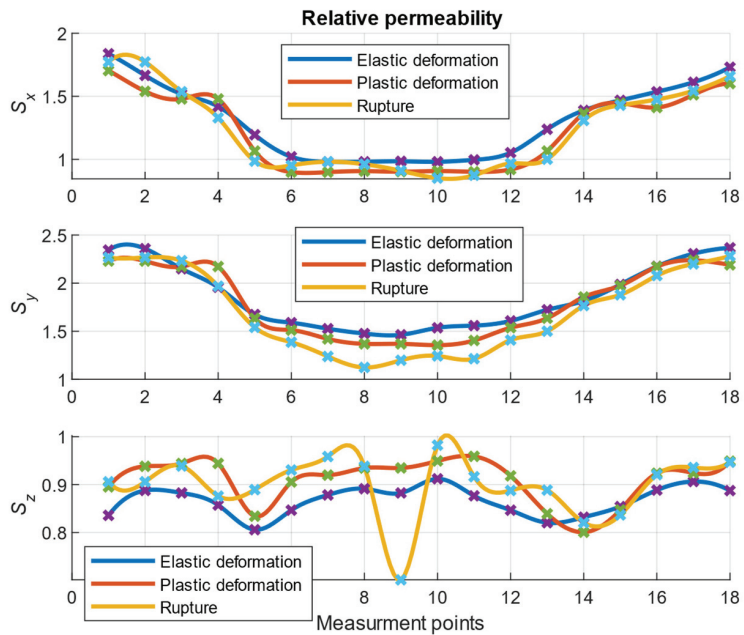 Relative permeability
2
1.5
1
S_x
Elastic deformation
Plastic deformation
Rupture
0 2 4 6 8 10 12 14 16 18
2.5
2
1.5
1
S_y
Elastic deformation
Plastic deformation
Rupture
0 2 4 6 8 10 12 14 16 18
1
0.9
0.8
S_z
Elastic deformation
Plastic deformation
Rupture
0 2 4 6 8 10 12 14 16 18
Measurment points